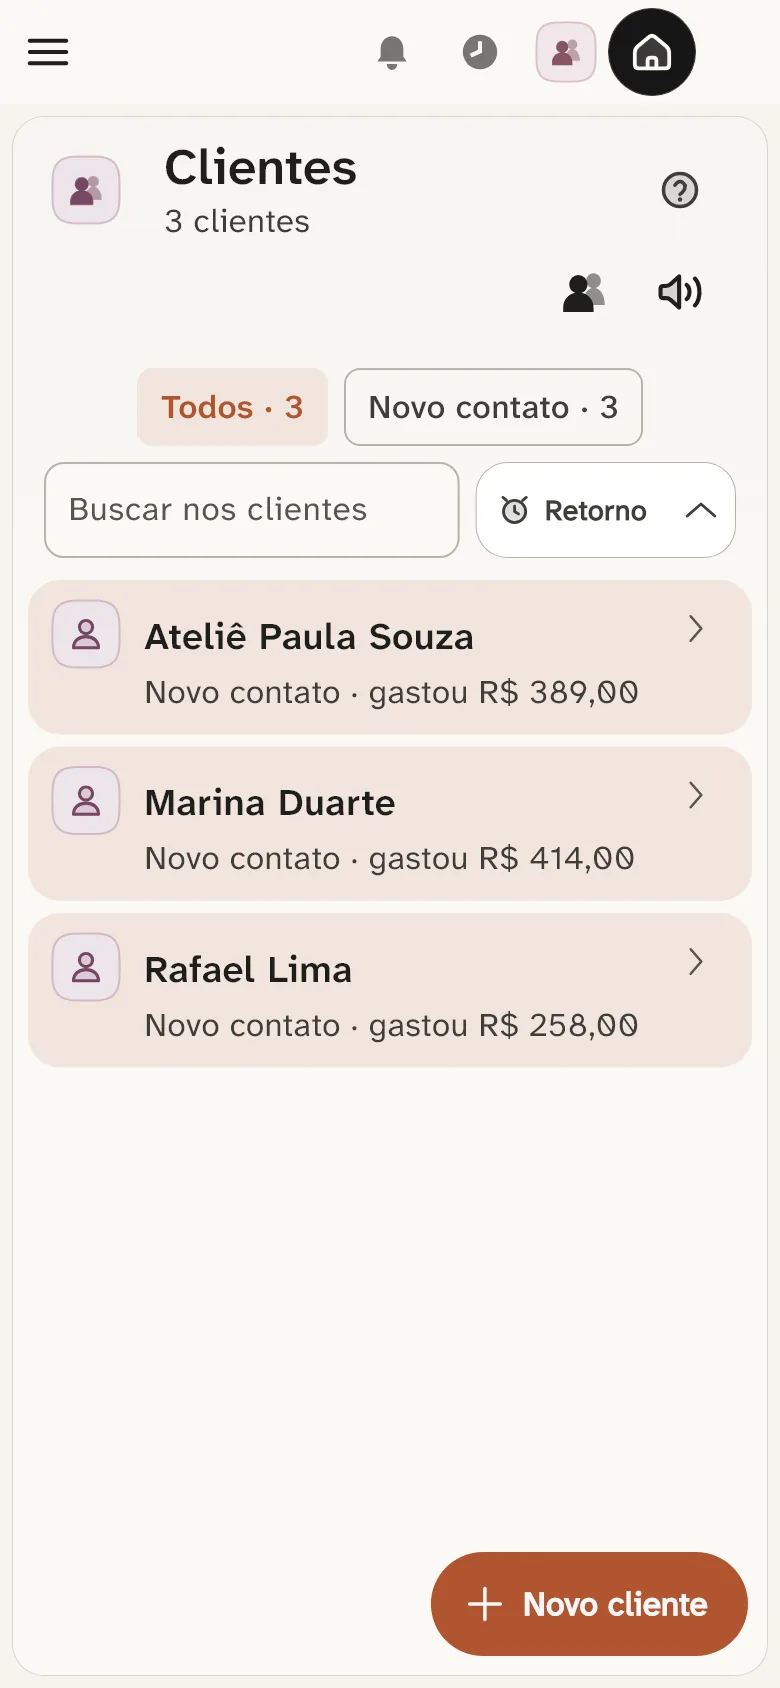 Clientes
3 clientes
Todos · 3
Novo contato · 3
Buscar nos clientes
Retorno
Ateliê Paula Souza
Novo contato · gastou R$ 389,00
Marina Duarte
Novo contato · gastou R$ 414,00
Rafael Lima
Novo contato · gastou R$ 258,00
Novo cliente